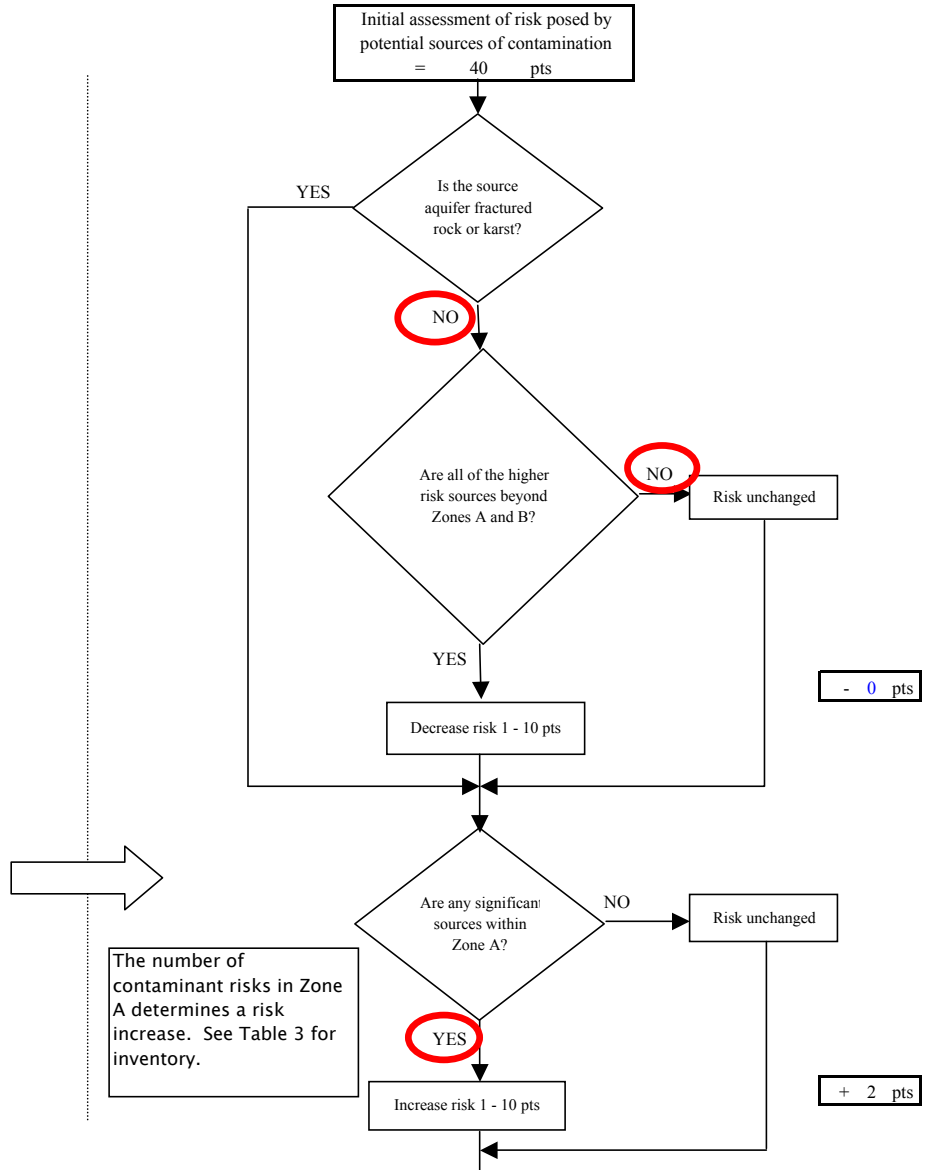 Initial assessment of risk posed by
potential sources of contamination
= 40 pts
YES
Is the source
aquifer fractured
rock or karst?
NO
Are all of the higher
risk sources beyond
Zones A and B?
NO
Risk unchanged
YES
- 0 pts
Decrease risk 1 - 10 pts
Are any significant
sources within
Zone A?
NO
Risk unchanged
The number of
contaminant risks in Zone
A determines a risk
increase. See Table 3 for
inventory.
YES
Increase risk 1 - 10 pts
+ 2 pts